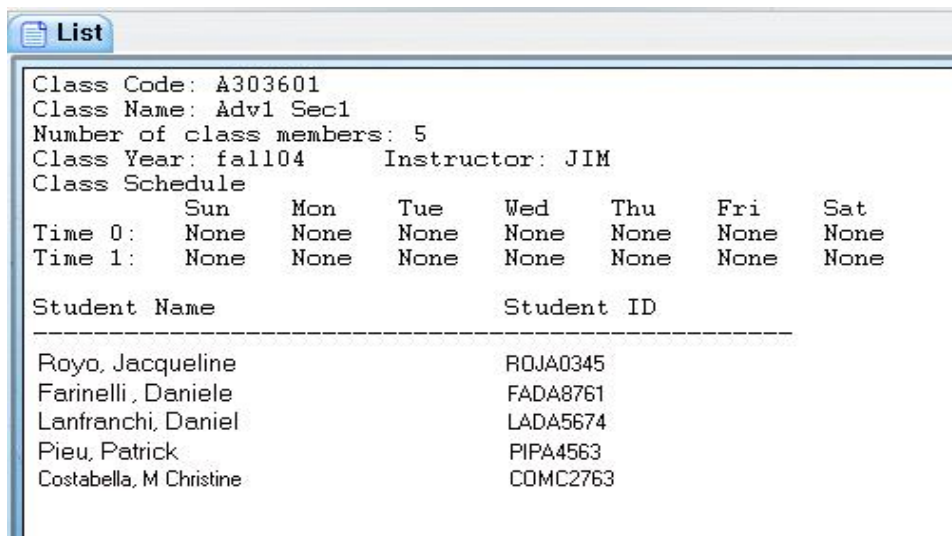 List
Class Code: A303601
Class Name: Adv1 Sec1
Number of class members: 5
Class Year: fall04 Instructor: JIM
Class Schedule
Sun Mon Tue Wed Thu Fri Sat
Time 0: None None None None None None None
Time 1: None None None None None None None
Student Name Student ID
--------------------------------------------------
Royo, Jacqueline ROJA0345
Farinelli , Daniele FADA8761
Lanfranchi, Daniel LADA5674
Pieu, Patrick PIPA4563
Costabella, M Christine COMC2763